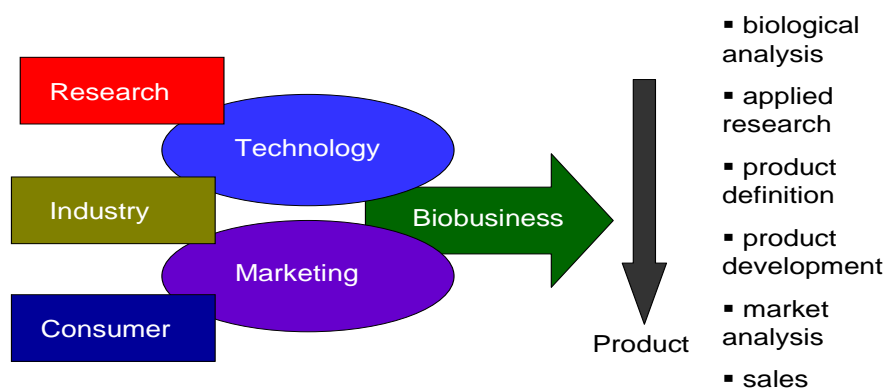 Research
Technology
Industry
Biobusiness
Marketing
Consumer
Product
▪ biological
analysis
▪ applied
research
▪ product
definition
▪ product
development
▪ market
analysis
▪ sales